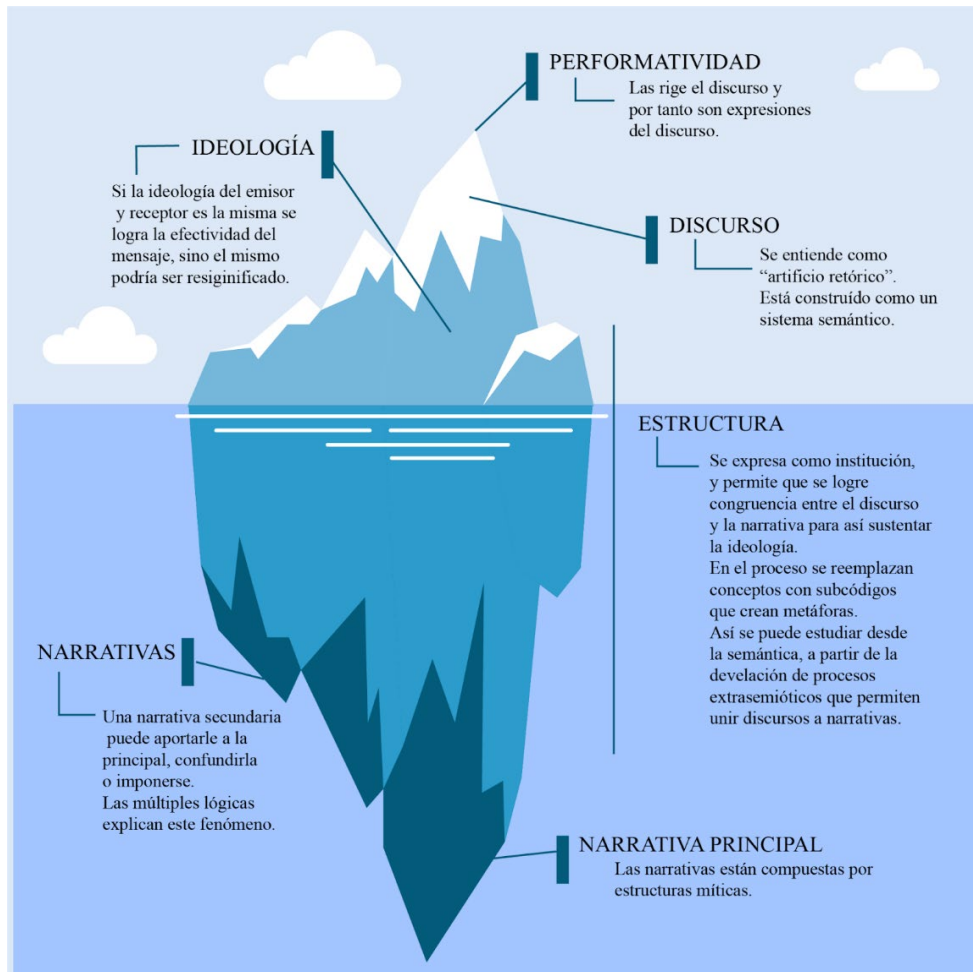 PERFORMATIVIDAD
Las rige el discurso y
por tanto son expresiones
del discurso.
IDEOLOGÍA
Si la ideología del emisor
y receptor es la misma se
logra la efectividad del
mensaje, sino el mismo
podría ser resiginificado.
DISCURSO
Se entiende como
“artificio retórico”.
Está construído como un
sistema semántico.
ESTRUCTURA
Se expresa como institución,
y permite que se logre
congruencia entre el discurso
y la narrativa para así sustentar
la ideología.
En el proceso se reemplazan
conceptos con subcódigos
que crean metáforas.
Así se puede estudiar desde
la semántica, a partir de la
develación de procesos
extrasemióticos que permiten
unir discursos a narrativas.
NARRATIVAS
Una narrativa secundaria
puede aportarle a la
principal, confundirla
o imponerse.
Las múltiples lógicas
explican este fenómeno.
NARRATIVA PRINCIPAL
Las narrativas están compuestas por
estructuras míticas.